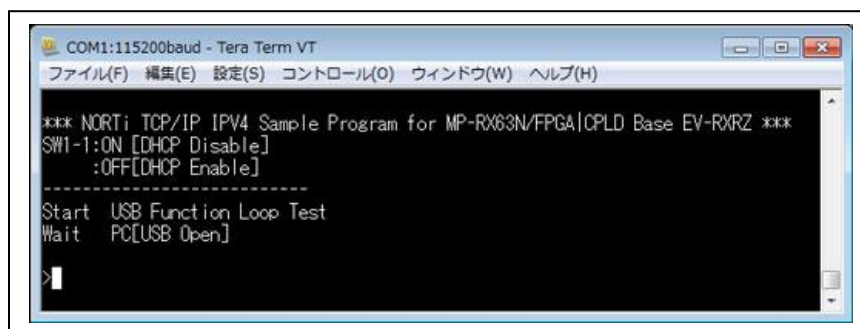 COM1:115200baud - Tera Term VT
ファイル(F) 編集(E) 設定(S) コントロール(O) ウィンドウ(W) ヘルプ(H)
*** NORTi TCP/IP IPV4 Sample Program for MP-RX63N/FPGA|CPLD Base EV-RXRZ ***
SW1-1:ON [DHCP Disable]
:OFF[DHCP Enable]
----------------------------
Start USB Function Loop Test
Wait PC[USB Open]
>